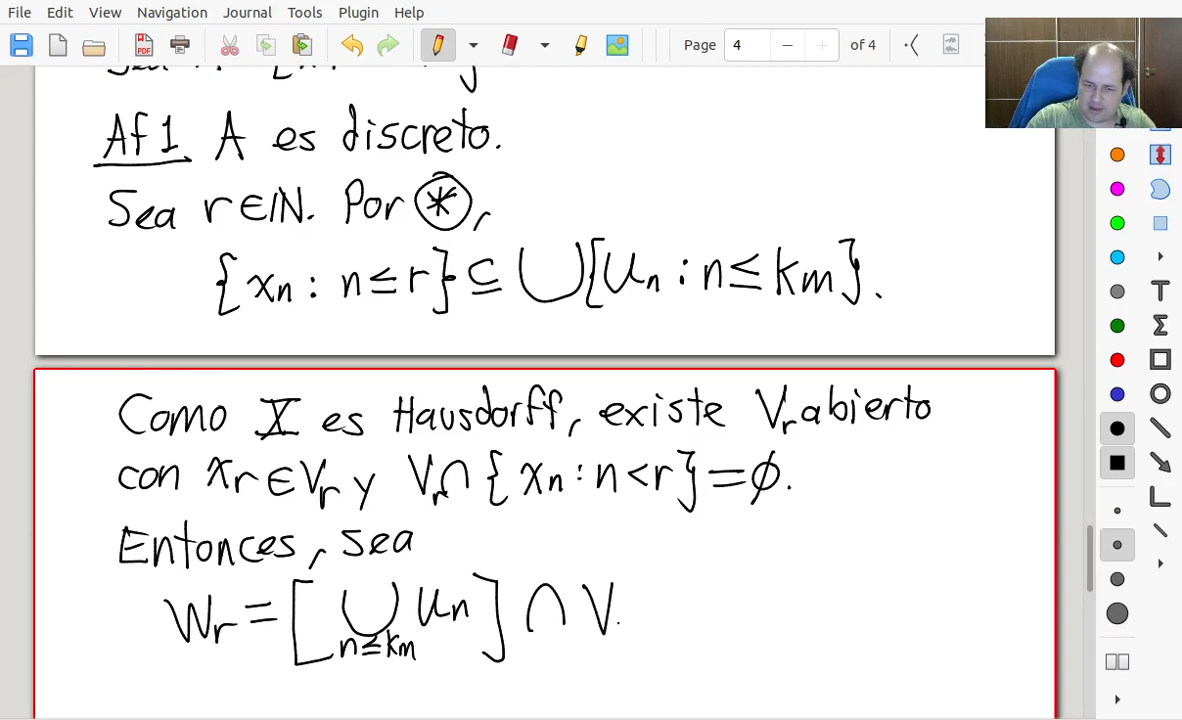 File Edit View Navigation Journal Tools Plugin Help
Page 4 of 4
Af 1 A es discreto.
Sea r∈ℕ. Por ⊛,
{xₙ : n ≤ r} ⊆ ⋃{Uₙ : n ≤ km}.
Como X es Hausdorff, existe Vᵣ abierto
con xᵣ∈Vᵣ y Vᵣ∩{xₙ : n<r}=∅.
Entonces, sea
Wᵣ = [⋃ₙ≤ₖₘ Uₙ] ∩ V